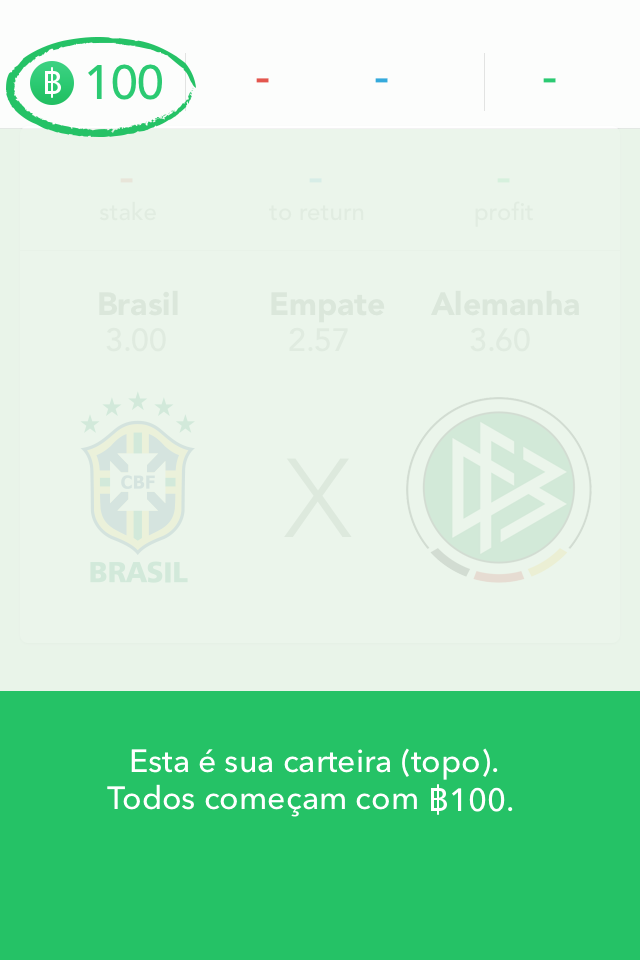 ฿ 100 - - -
- - -
stake to return profit
Brasil Empate Alemanha
3.00 2.57 3.60
CBF X
BRASIL
Esta é sua carteira (topo).
Todos começam com ฿100.